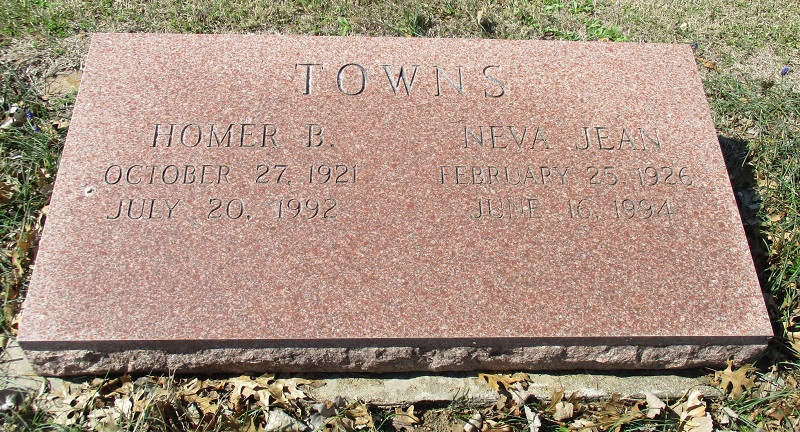 TOWNS
HOMER B.
OCTOBER 27, 1921
JULY 20, 1992
NEVA JEAN
FEBRUARY 25, 1926
JUNE 16, 1994